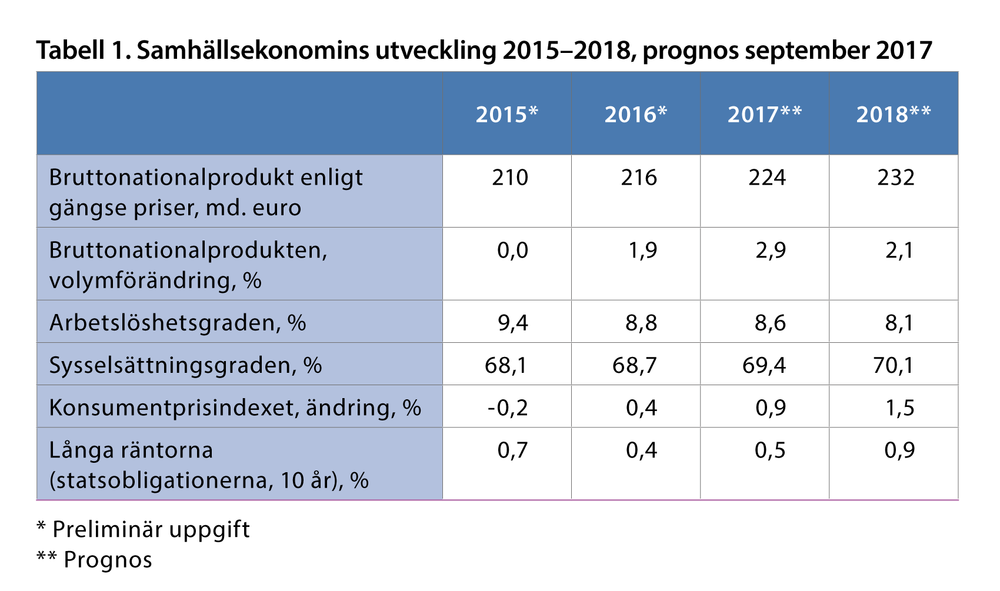 Tabell 1. Samhällsekonomins utveckling 2015–2018, prognos september 2017
2015* 2016* 2017** 2018**
Bruttonationalprodukt enligt 210 216 224 232
gängse priser, md. euro
Bruttonationalprodukten, 0,0 1,9 2,9 2,1
volymförändring, %
Arbetslöshetsgraden, % 9,4 8,8 8,6 8,1
Sysselsättningsgraden, % 68,1 68,7 69,4 70,1
Konsumentprisindexet, ändring, % -0,2 0,4 0,9 1,5
Långa räntorna 0,7 0,4 0,5 0,9
(statsobligationerna, 10 år), %
* Preliminär uppgift
** Prognos